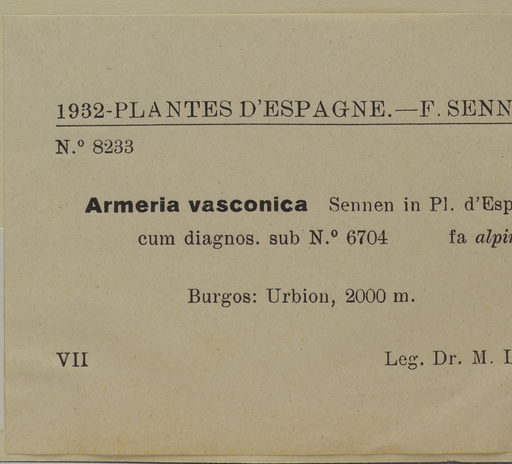 1932-PLANTES D'ESPAGNE.—F. SENN
N.º 8233
Armeria vasconica Sennen in Pl. d'Esp
cum diagnos. sub N.º 6704 fa alpin
Burgos: Urbion, 2000 m.
VII Leg. Dr. M. L